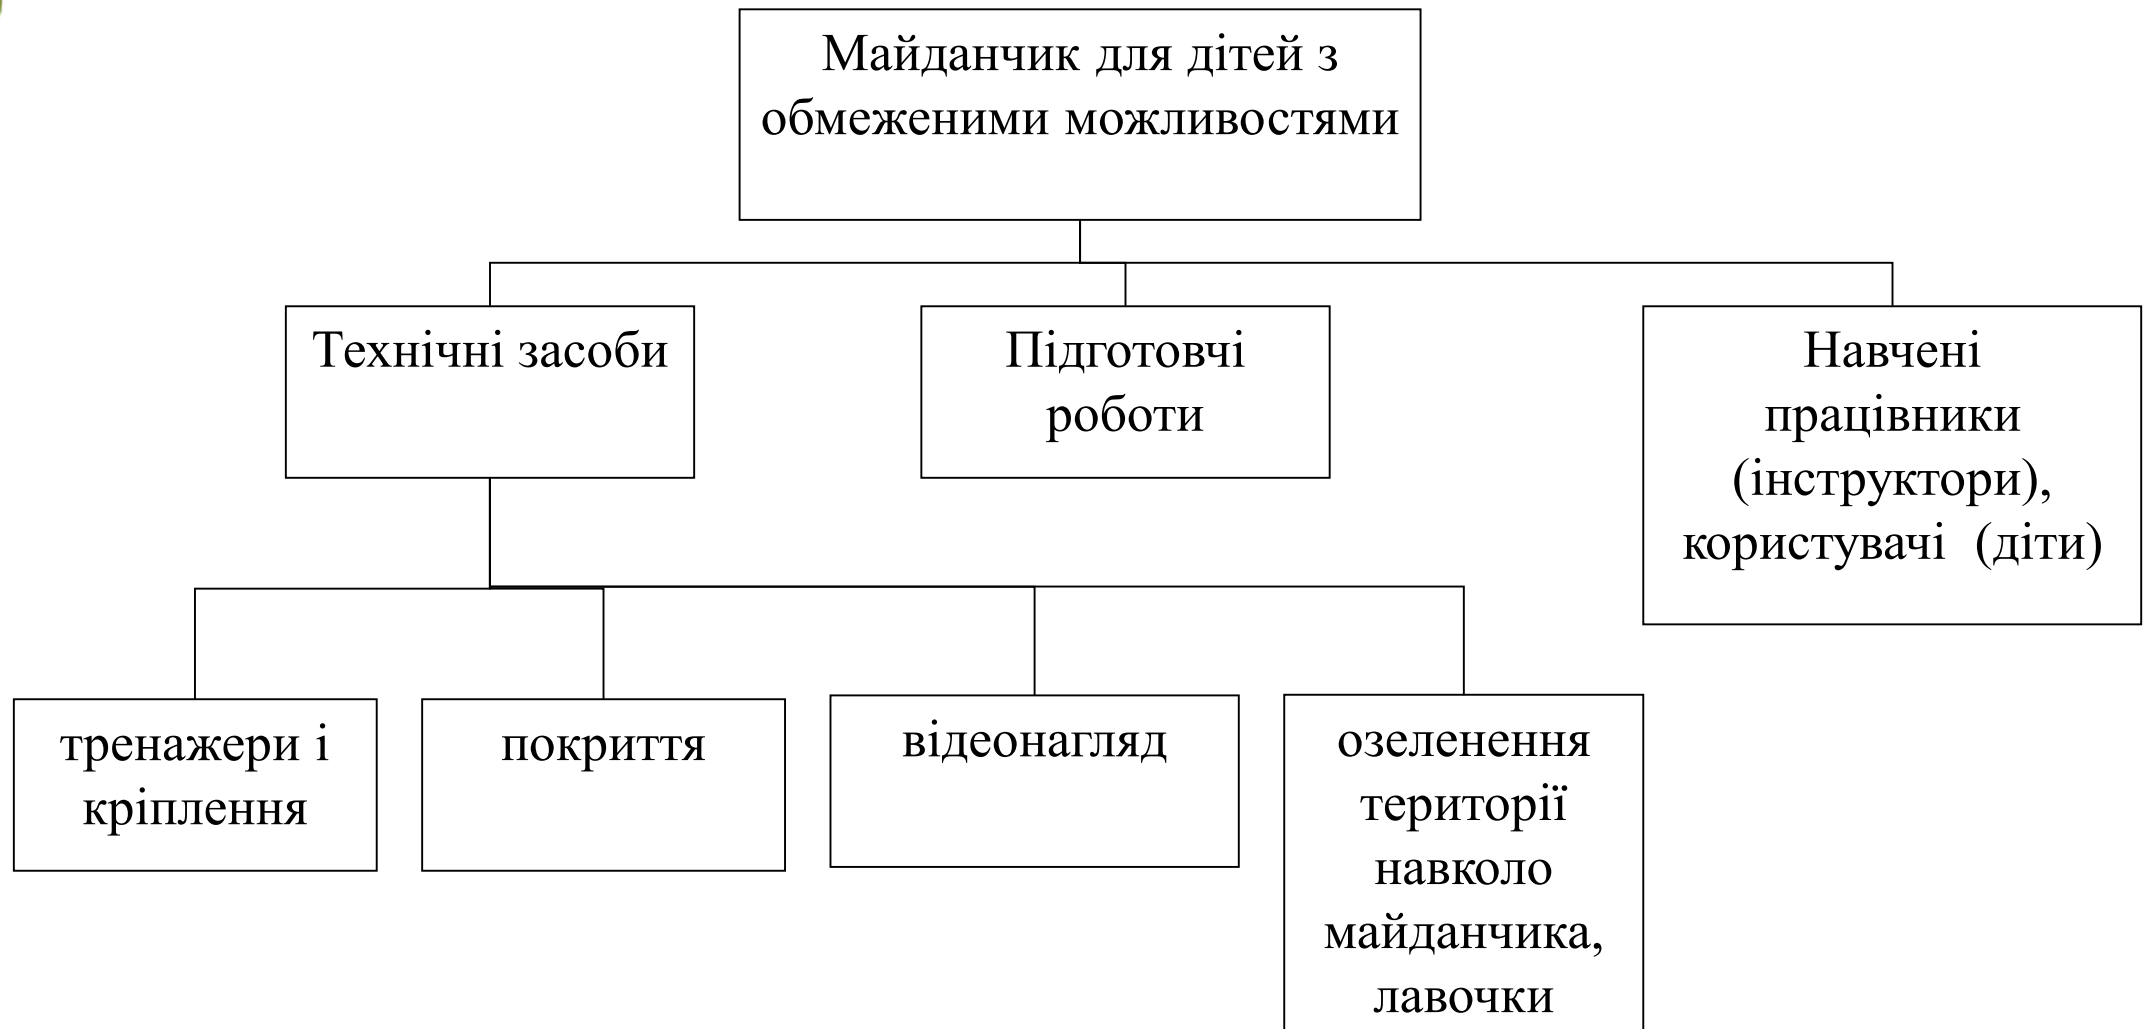 Майданчик для дітей з
обмеженими можливостями
Технічні засоби
Підготовчі
роботи
Навчені
працівники
(інструктори),
користувачі (діти)
тренажери і
кріплення
покриття
відеонагляд
озеленення
території
навколо
майданчика,
лавочки